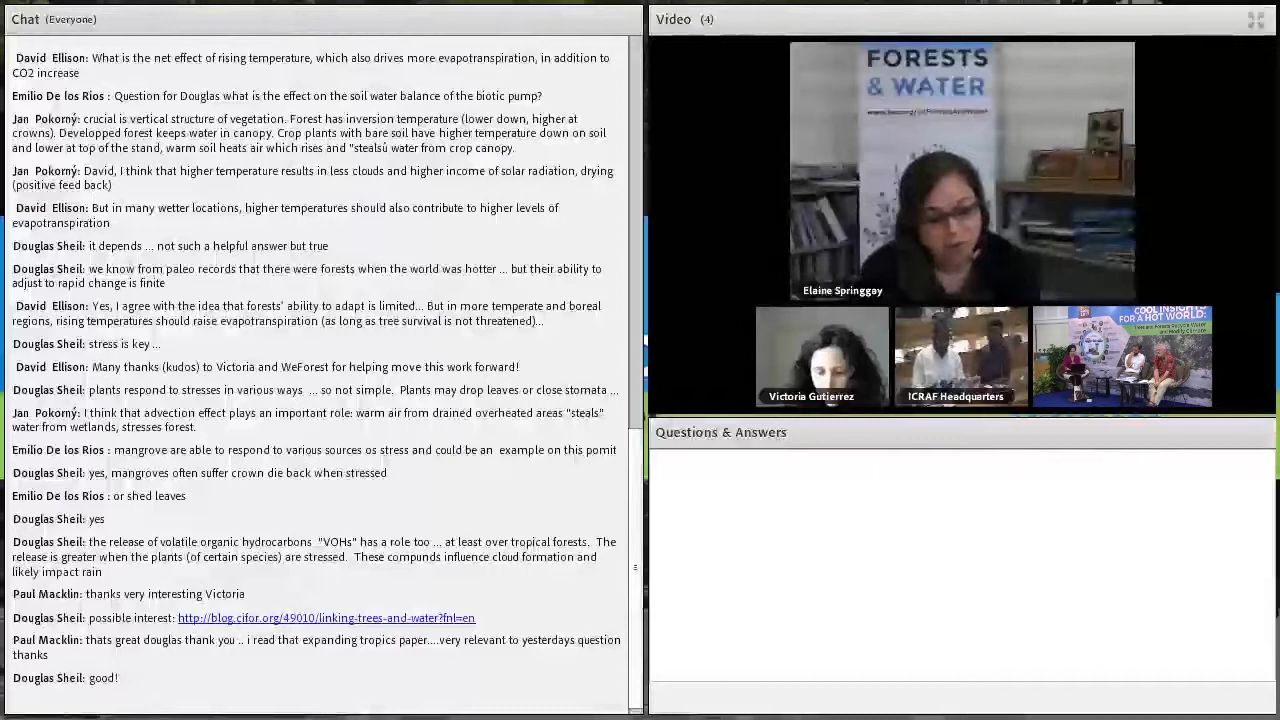 Chat (Everyone)
David Ellison: What is the net effect of rising temperature, which also drives more evapotranspiration, in addition to
CO2 increase
Emilio De los Rios : Question for Douglas what is the effect on the soil water balance of the biotic pump?
Jan Pokorný: crucial is vertical structure of vegetation. Forest has inversion temperature (lower down, higher at
crowns). Developped forest keeps water in canopy. Crop plants with bare soil have higher temperature down on soil
and lower at top of the stand, warm soil heats air which rises and "stealsů water from crop canopy.
Jan Pokorný: David, I think that higher temperature results in less clouds and higher income of solar radiation, drying
(positive feed back)
David Ellison: But in many wetter locations, higher temperatures should also contribute to higher levels of
evapotranspiration
Douglas Sheil: it depends ... not such a helpful answer but true
Douglas Sheil: we know from paleo records that there were forests when the world was hotter ... but their ability to
adjust to rapid change is finite
David Ellison: Yes, I agree with the idea that forests' ability to adapt is limited... But in more temperate and boreal
regions, rising temperatures should raise evapotranspiration (as long as tree survival is not threatened)...
Douglas Sheil: stress is key ...
David Ellison: Many thanks (kudos) to Victoria and WeForest for helping move this work forward!
Douglas Sheil: plants respond to stresses in various ways ... so not simple. Plants may drop leaves or close stomata ...
Jan Pokorný: I think that advection effect plays an important role: warm air from drained overheated areas "steals"
water from wetlands, stresses forest.
Emilio De los Rios : mangrove are able to respond to various sources os stress and could be an example on this pomit
Douglas Sheil: yes, mangroves often suffer crown die back when stressed
Emilio De los Rios : or shed leaves
Douglas Sheil: yes
Douglas Sheil: the release of volatile organic hydrocarbons "VOHs" has a role too ... at least over tropical forests. The
release is greater when the plants (of certain species) are stressed. These compunds influence cloud formation and
likely impact rain
Paul Macklin: thanks very interesting Victoria
Douglas Sheil: possible interest: http://blog.cifor.org/49010/linking-trees-and-water?fnl=en
Paul Macklin: thats great douglas thank you .. i read that expanding tropics paper....very relevant to yesterdays question
thanks
Douglas Sheil: good!
Video (4)
FORESTS
& WATER
Elaine Springgay
Victoria Gutierrez
ICRAF Headquarters
COOL INSIGHTS
FOR A HOT WORLD:
Trees and Forests Recycle Water
and Modify Climate
Questions & Answers